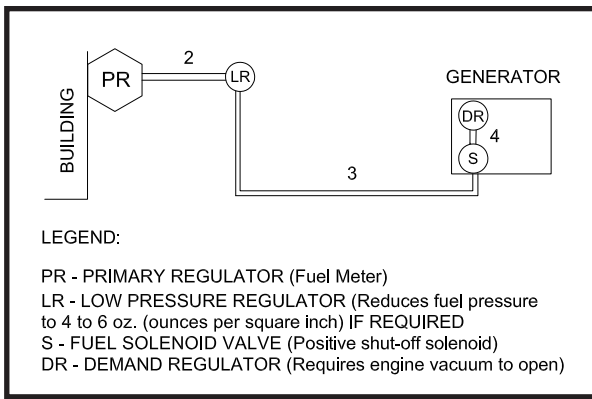 2
PR
LR
GENERATOR
DR
4
S
BUILDING
3
LEGEND:
PR - PRIMARY REGULATOR (Fuel Meter)
LR - LOW PRESSURE REGULATOR (Reduces fuel pressure
to 4 to 6 oz. (ounces per square inch) IF REQUIRED
S - FUEL SOLENOID VALVE (Positive shut-off solenoid)
DR - DEMAND REGULATOR (Requires engine vacuum to open)